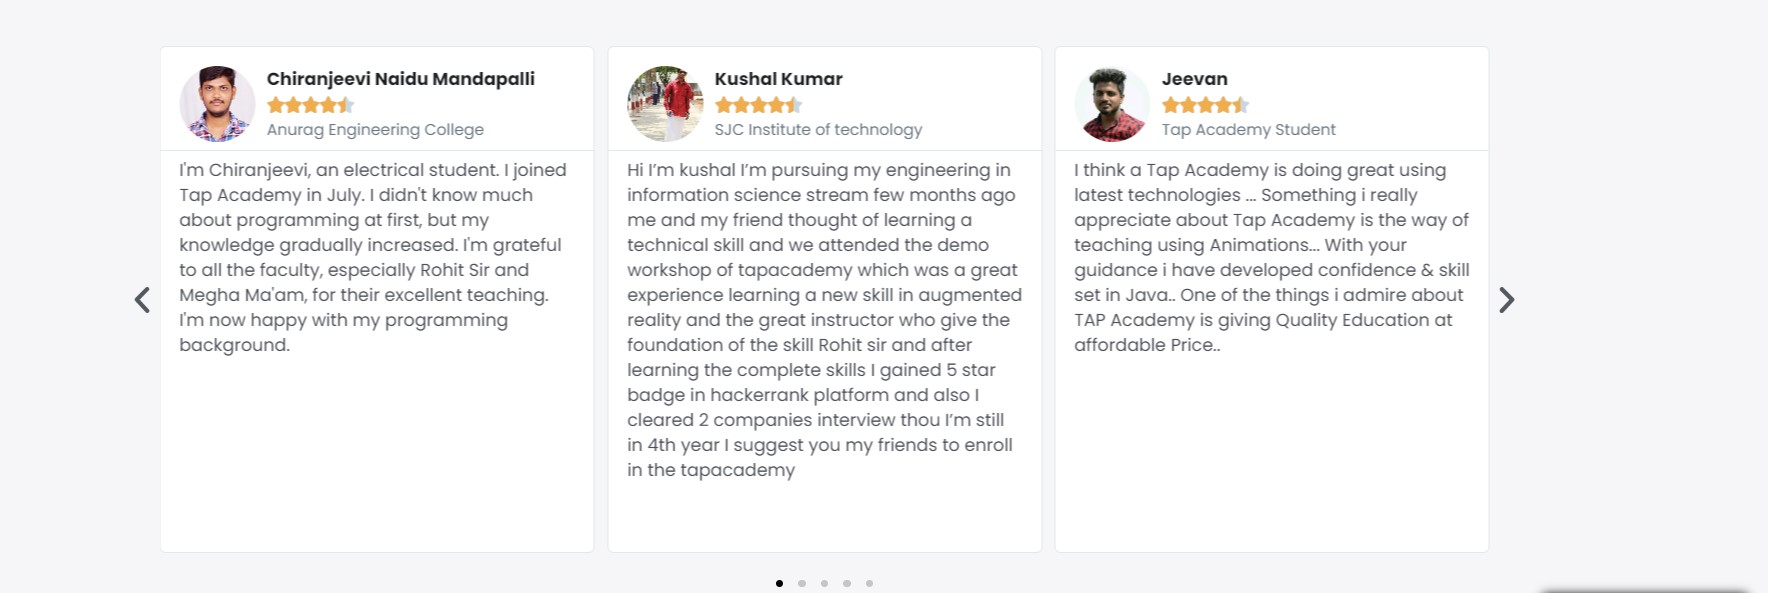 Chiranjeevi Naidu Mandapalli
Anurag Engineering College
I'm Chiranjeevi, an electrical student. I joined
Tap Academy in July. I didn't know much
about programming at first, but my
knowledge gradually increased. I'm grateful
to all the faculty, especially Rohit Sir and
Megha Ma'am, for their excellent teaching.
I'm now happy with my programming
background.
Kushal Kumar
SJC Institute of technology
Hi I’m kushal I’m pursuing my engineering in
information science stream few months ago
me and my friend thought of learning a
technical skill and we attended the demo
workshop of tapacademy which was a great
experience learning a new skill in augmented
reality and the great instructor who give the
foundation of the skill Rohit sir and after
learning the complete skills I gained 5 star
badge in hackerrank platform and also I
cleared 2 companies interview thou I’m still
in 4th year I suggest you my friends to enroll
in the tapacademy
Jeevan
Tap Academy Student
I think a Tap Academy is doing great using
latest technologies ... Something i really
appreciate about Tap Academy is the way of
teaching using Animations... With your
guidance i have developed confidence & skill
set in Java.. One of the things i admire about
TAP Academy is giving Quality Education at
affordable Price..